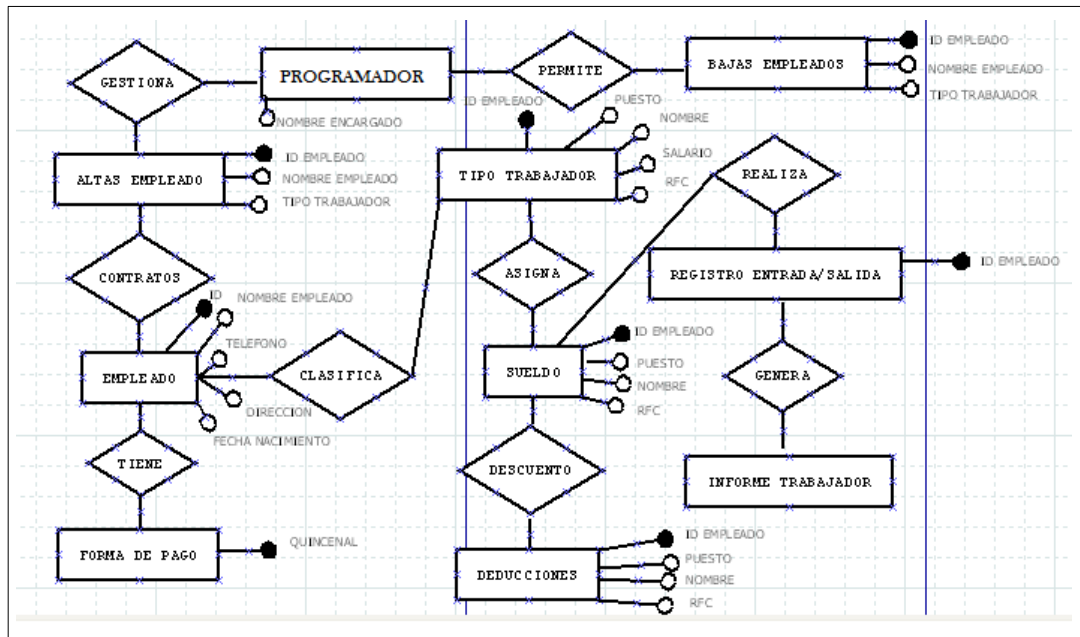 GESTIONA
PROGRAMADOR
PERMITE
BAJAS EMPLEADOS
ID EMPLEADO
NOMBRE EMPLEADO
TIPO TRABAJADOR
NOMBRE ENCARGADO
ALTAS EMPLEADO
ID EMPLEADO
NOMBRE EMPLEADO
TIPO TRABAJADOR
TIPO TRABAJADOR
ID EMPLEADO
PUESTO
NOMBRE
SALARIO
RFC
REALIZA
CONTRATOS
ASIGNA
REGISTRO ENTRADA/SALIDA
ID EMPLEADO
EMPLEADO
ID
NOMBRE EMPLEADO
TELEFONO
DIRECCION
FECHA NACIMIENTO
CLASIFICA
SUELDO
ID EMPLEADO
PUESTO
NOMBRE
RFC
GENERA
TIENE
DESCUENTO
INFORME TRABAJADOR
FORMA DE PAGO
QUINCENAL
DEDUCCIONES
ID EMPLEADO
PUESTO
NOMBRE
RFC